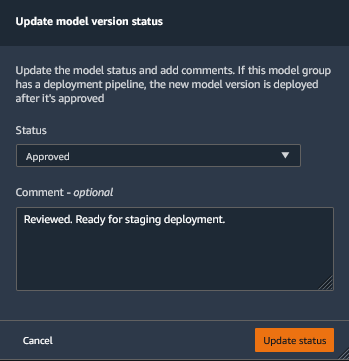 Update model version status
Update the model status and add comments. If this model group
has a deployment pipeline, the new model version is deployed
after it's approved
Status
Approved
Comment - optional
Reviewed. Ready for staging deployment.
Cancel
Update status